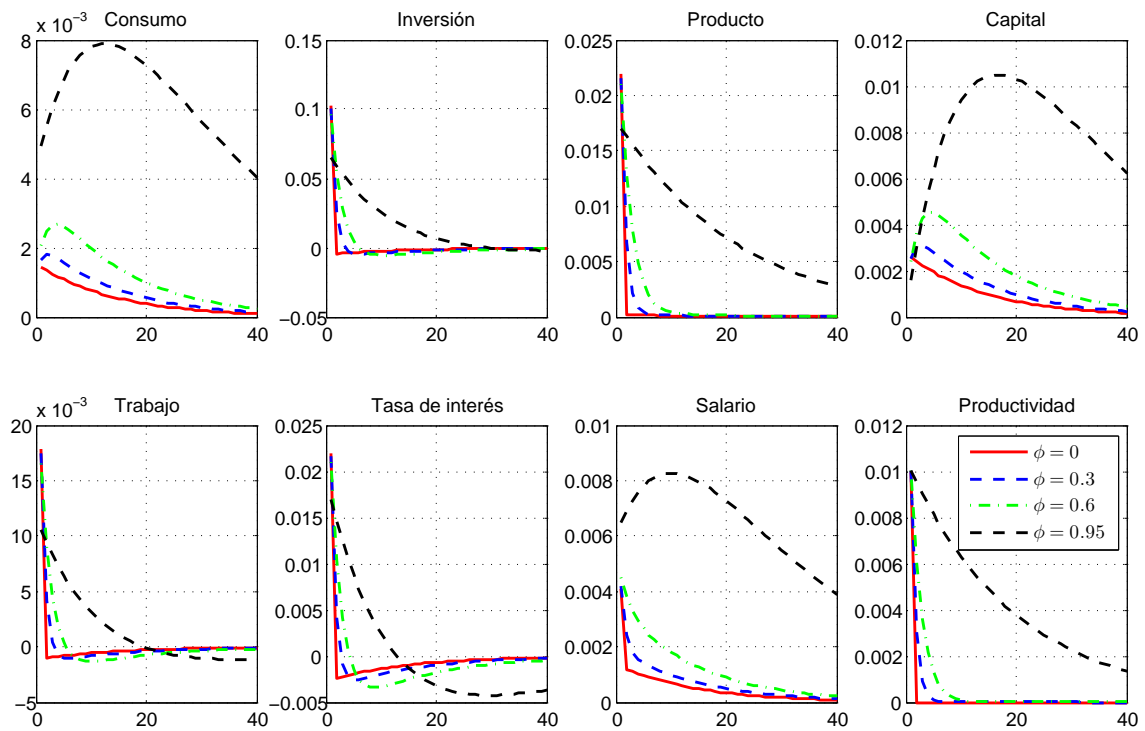 Consumo
x 10⁻³
8
6
4
2
0
0 20 40
Inversión
0.15
0.1
0.05
0
−0.05
0 20 40
Producto
0.025
0.02
0.015
0.01
0.005
0
0 20 40
Capital
0.012
0.01
0.008
0.006
0.004
0.002
0
0 20 40
Trabajo
x 10⁻³
20
15
10
5
0
−5
0 20 40
Tasa de interés
0.025
0.02
0.015
0.01
0.005
0
−0.005
0 20 40
Salario
0.01
0.008
0.006
0.004
0.002
0
0 20 40
Productividad
0.012
0.01
0.008
0.006
0.004
0.002
0
0 20 40
ϕ = 0
ϕ = 0.3
ϕ = 0.6
ϕ = 0.95